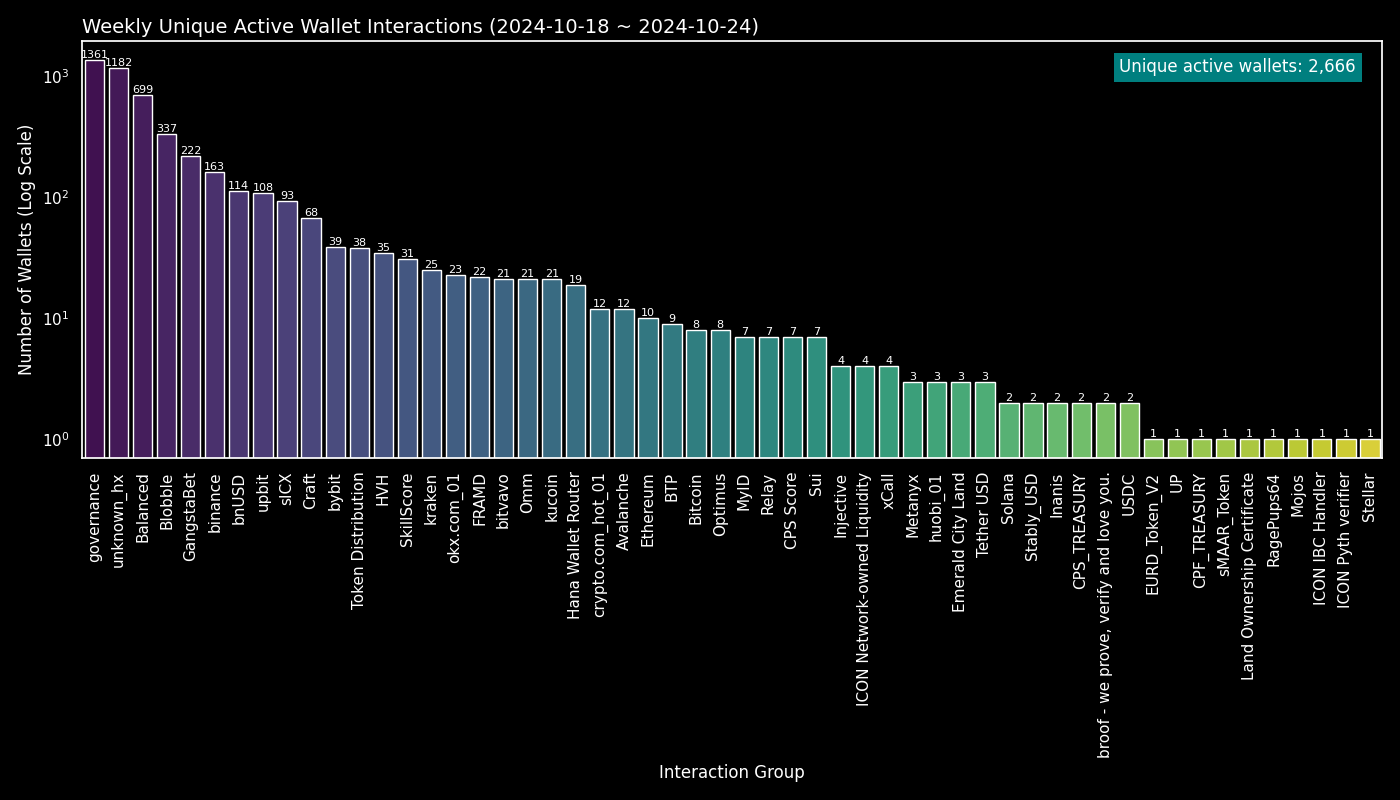 Weekly Unique Active Wallet Interactions (2024-10-18 ~ 2024-10-24)
Unique active wallets: 2,666
Number of Wallets (Log Scale)
10³
10²
10¹
10⁰
1361
1182
699
337
222
163
114
108
93
68
39
38
35
31
25
23
22
21
21
21
19
12
12
10
9
8
8
7
7
7
7
4
4
4
3
3
3
3
2
2
2
2
2
2
1
1
1
1
1
1
1
1
1
1
governance
unknown_hx
Balanced
Blobble
GangstaBet
binance
bnUSD
upbit
sICX
Craft
bybit
Token Distribution
HVH
SkillScore
kraken
okx.com_01
FRAMD
bitvavo
Omm
kucoin
Hana Wallet Router
crypto.com_hot_01
Avalanche
Ethereum
BTP
Bitcoin
Optimus
MyID
Relay
CPS Score
Sui
Injective
ICON Network-owned Liquidity
xCall
Metanyx
huobi_01
Emerald City Land
Tether USD
Solana
Stably_USD
Inanis
CPS_TREASURY
broof - we prove, verify and love you.
USDC
EURD_Token_V2
UP
CPF_TREASURY
sMAAR_Token
Land Ownership Certificate
RagePups64
Mojos
ICON IBC Handler
ICON Pyth verifier
Stellar
Interaction Group